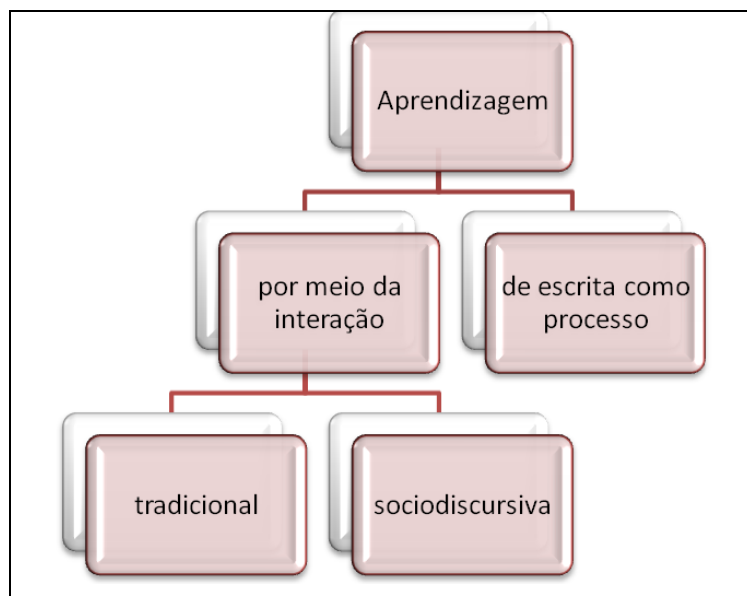 Aprendizagem
por meio da
interação
de escrita como
processo
tradicional
sociodiscursiva